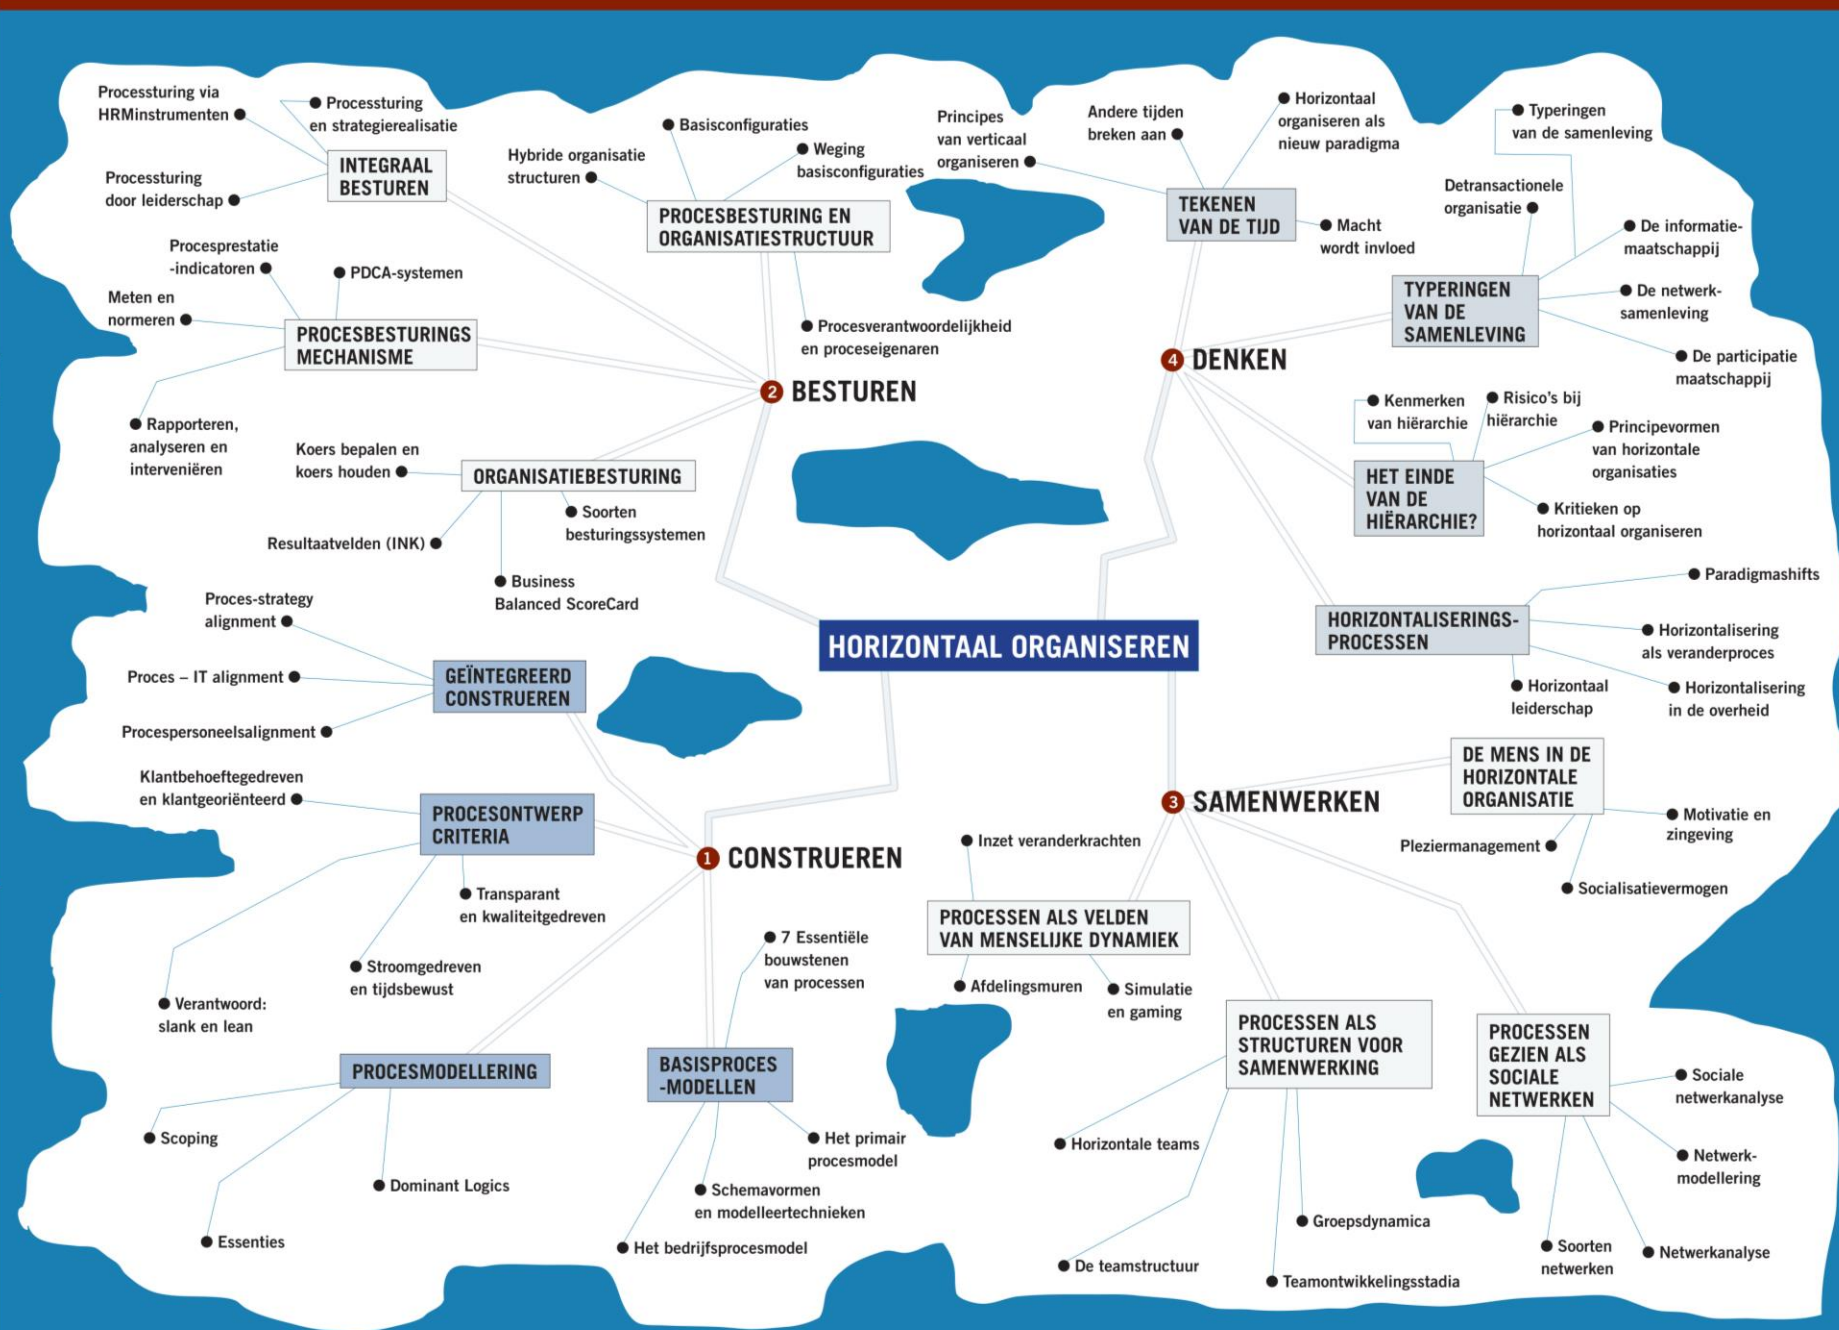 Processturing via
HRMinstrumenten
Processturing
en strategierealisatie
INTEGRAAL
BESTUREN
Processturing
door leiderschap
Procesprestatie
-indicatoren
PDCA-systemen
Meten en
normeren
PROCESBESTURINGS
MECHANISME
Rapporteren,
analyseren en
interveniëren
Hybride organisatie
structuren
Basisconfiguraties
Weging
basisconfiguraties
PROCESBESTURING EN
ORGANISATIESTRUCTUUR
Procesverantwoordelijkheid
en proceseigenaren
2 BESTUREN
Koers bepalen en
koers houden
ORGANISATIEBESTURING
Soorten
besturingssystemen
Resultaatvelden (INK)
Business
Balanced ScoreCard
Principes
van verticaal
organiseren
Andere tijden
breken aan
Horizontaal
organiseren als
nieuw paradigma
TEKENEN
VAN DE TIJD
Macht
wordt invloed
Typeringen
van de samenleving
Detransactionele
organisatie
De informatie-
maatschappij
TYPERINGEN
VAN DE
SAMENLEVING
De netwerk-
samenleving
De participatie
maatschappij
4 DENKEN
Kenmerken
van hiërarchie
Risico's bij
hiërarchie
Principevormen
van horizontale
organisaties
HET EINDE
VAN DE
HIËRARCHIE?
Kritieken op
horizontaal organiseren
Paradigmashifts
HORIZONTALISERINGS-
PROCESSEN
Horizontalisering
als veranderproces
Horizontaal
leiderschap
Horizontalisering
in de overheid
HORIZONTAAL ORGANISEREN
Proces-strategy
alignment
Proces – IT alignment
GEÏNTEGREERD
CONSTRUEREN
Procespersoneelsalignment
Klantbehoeftegedreven
en klantgeoriënteerd
PROCESONTWERP
CRITERIA
1 CONSTRUEREN
Transparant
en kwaliteitgedreven
Stroomgedreven
en tijdsbewust
Verantwoord:
slank en lean
7 Essentiële
bouwstenen
van processen
PROCESMODELLERING
BASISPROCES
-MODELLEN
Scoping
Dominant Logics
Essenties
Het primair
procesmodel
Schemavormen
en modelleertechnieken
Het bedrijfsprocesmodel
3 SAMENWERKEN
DE MENS IN DE
HORIZONTALE
ORGANISATIE
Motivatie en
zingeving
Pleziermanagement
Socialisatievermogen
Inzet veranderkrachten
PROCESSEN ALS VELDEN
VAN MENSELIJKE DYNAMIEK
Afdelingsmuren
Simulatie
en gaming
PROCESSEN ALS
STRUCTUREN VOOR
SAMENWERKING
Horizontale teams
Groepsdynamica
De teamstructuur
Teamontwikkelingsstadia
PROCESSEN
GEZIEN ALS
SOCIALE
NETWERKEN
Sociale
netwerkanalyse
Netwerk-
modellering
Soorten
netwerken
Netwerkanalyse